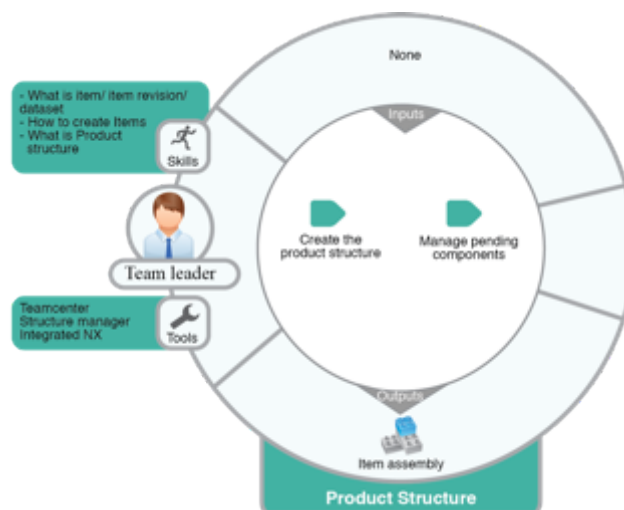 None
Inputs
- What is item/ item revision/
dataset
- How to create Items
- What is Product
structure
Skills
Team leader
Teamcenter
Structure manager
Integrated NX
Tools
Create the
product structure
Manage pending
components
Outputs
Item assembly
Product Structure